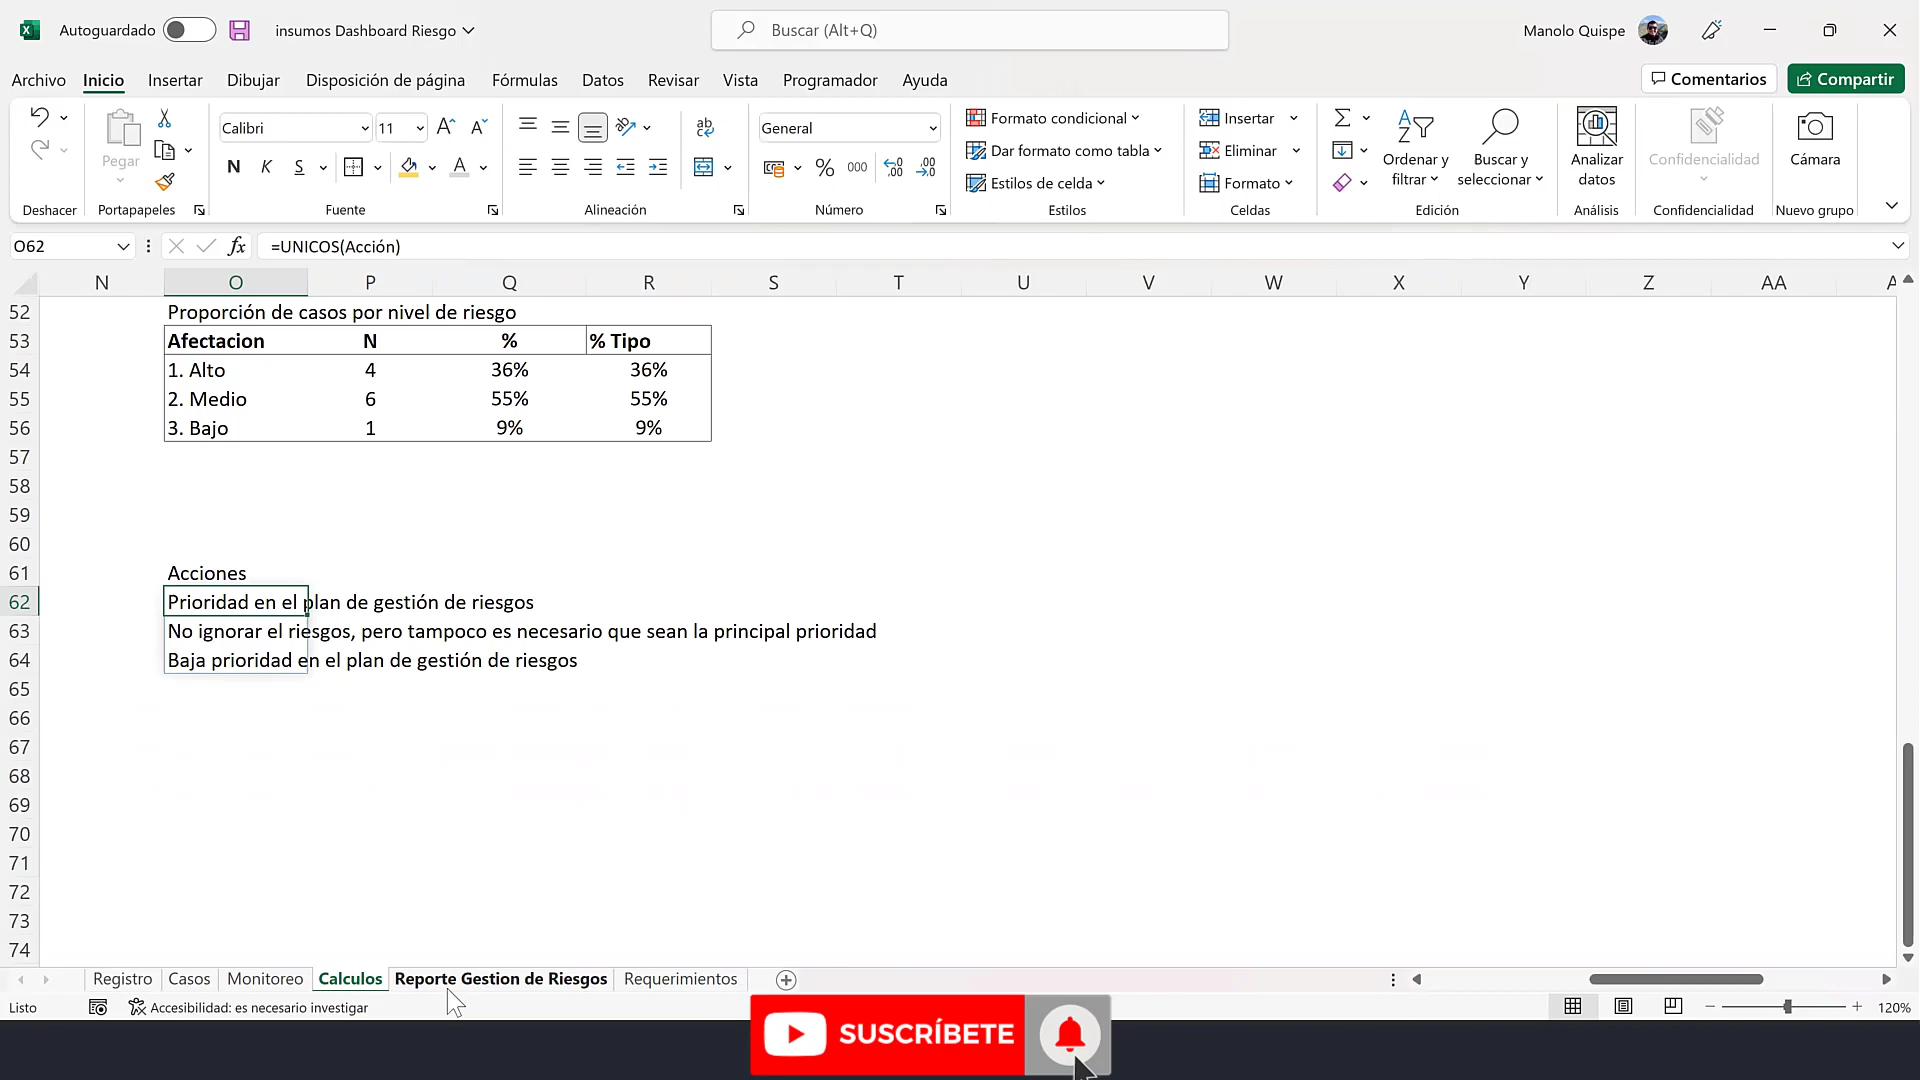 Autoguardado
insumos Dashboard Riesgo
Buscar (Alt+Q)
Manolo Quispe
Archivo Inicio Insertar Dibujar Disposición de página Fórmulas Datos Revisar Vista Programador Ayuda
Comentarios
Compartir
Calibri 11
General
Formato condicional
Insertar
Dar formato como tabla
Eliminar
Estilos de celda
Formato
Pegar
N K S
ab
% 000
Ordenar y filtrar
Buscar y seleccionar
Analizar datos
Confidencialidad
Cámara
Deshacer Portapapeles Fuente Alineación Número Estilos Celdas Edición Análisis Confidencialidad Nuevo grupo
O62 fx =UNICOS(Acción)
N O P Q R S T U V W X Y Z AA A
52 Proporción de casos por nivel de riesgo
53 Afectacion N % % Tipo
54 1. Alto 4 36% 36%
55 2. Medio 6 55% 55%
56 3. Bajo 1 9% 9%
57
58
59
60
61 Acciones
62 Prioridad en el plan de gestión de riesgos
63 No ignorar el riesgos, pero tampoco es necesario que sean la principal prioridad
64 Baja prioridad en el plan de gestión de riesgos
65
66
67
68
69
70
71
72
73
74
Registro Casos Monitoreo Calculos Reporte Gestion de Riesgos Requerimientos
Listo Accesibilidad: es necesario investigar 120%
SUSCRÍBETE